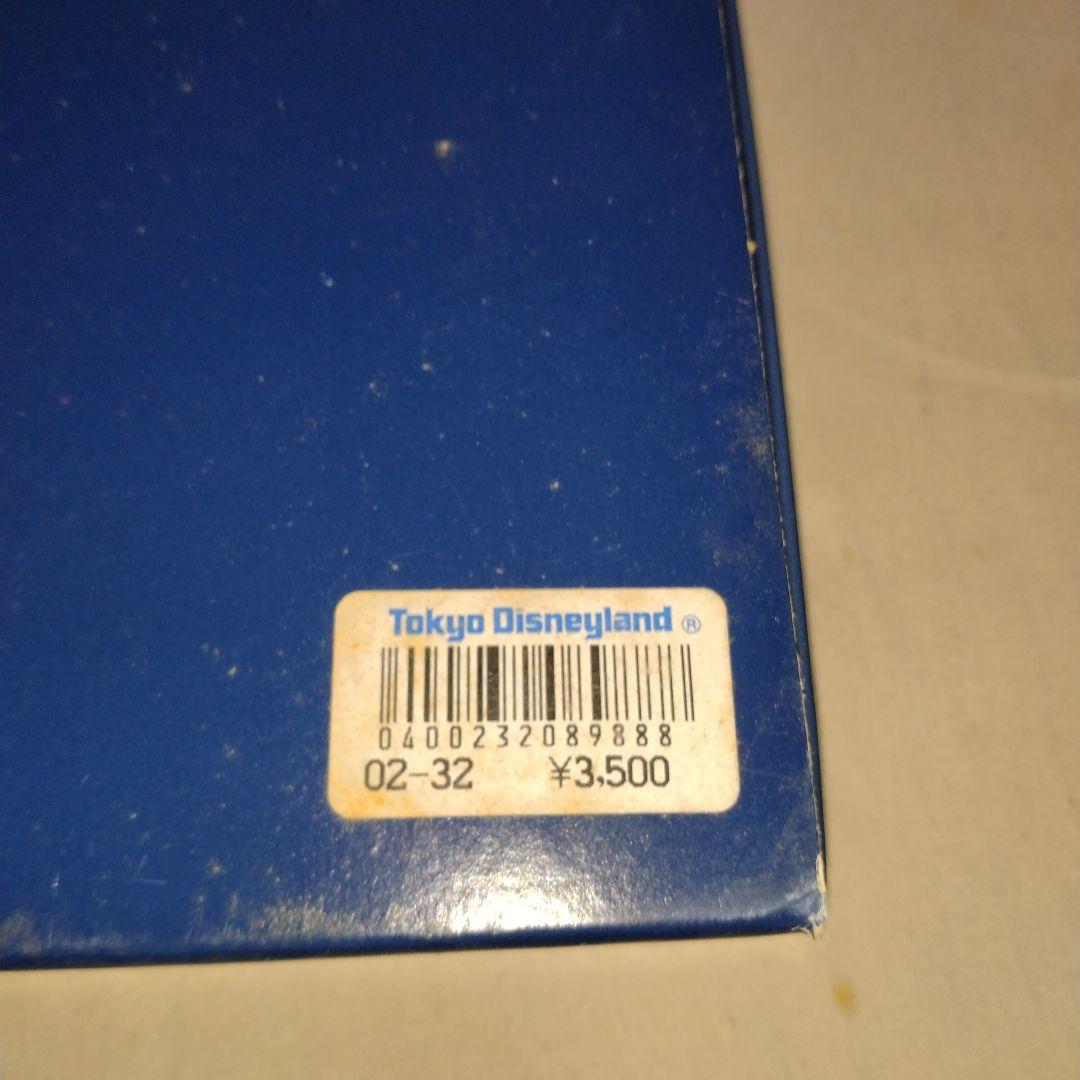 Tokyo Disneyland ®
0400232089888
02-32 ¥3,500